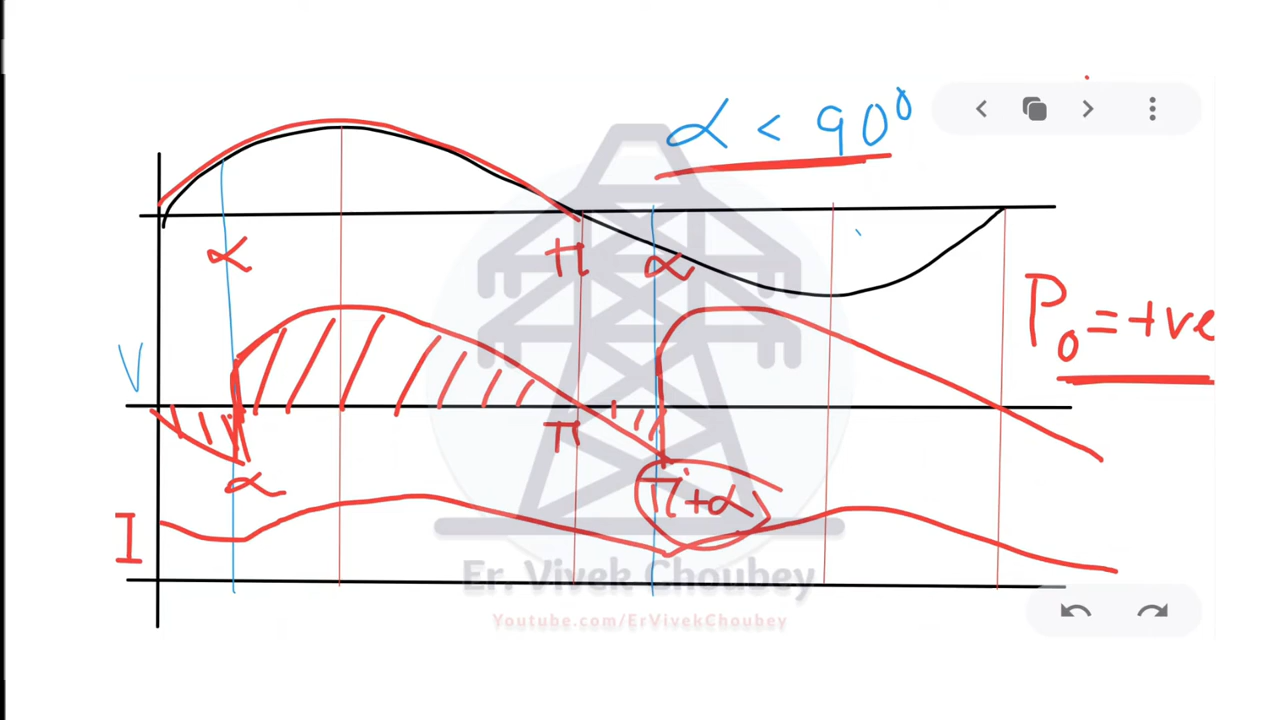 α < 90°
α
π
α
P₀ = +ve
V
π
α
π+α
I
Er. Vivek Choubey
Youtube.com/ErVivekChoubey